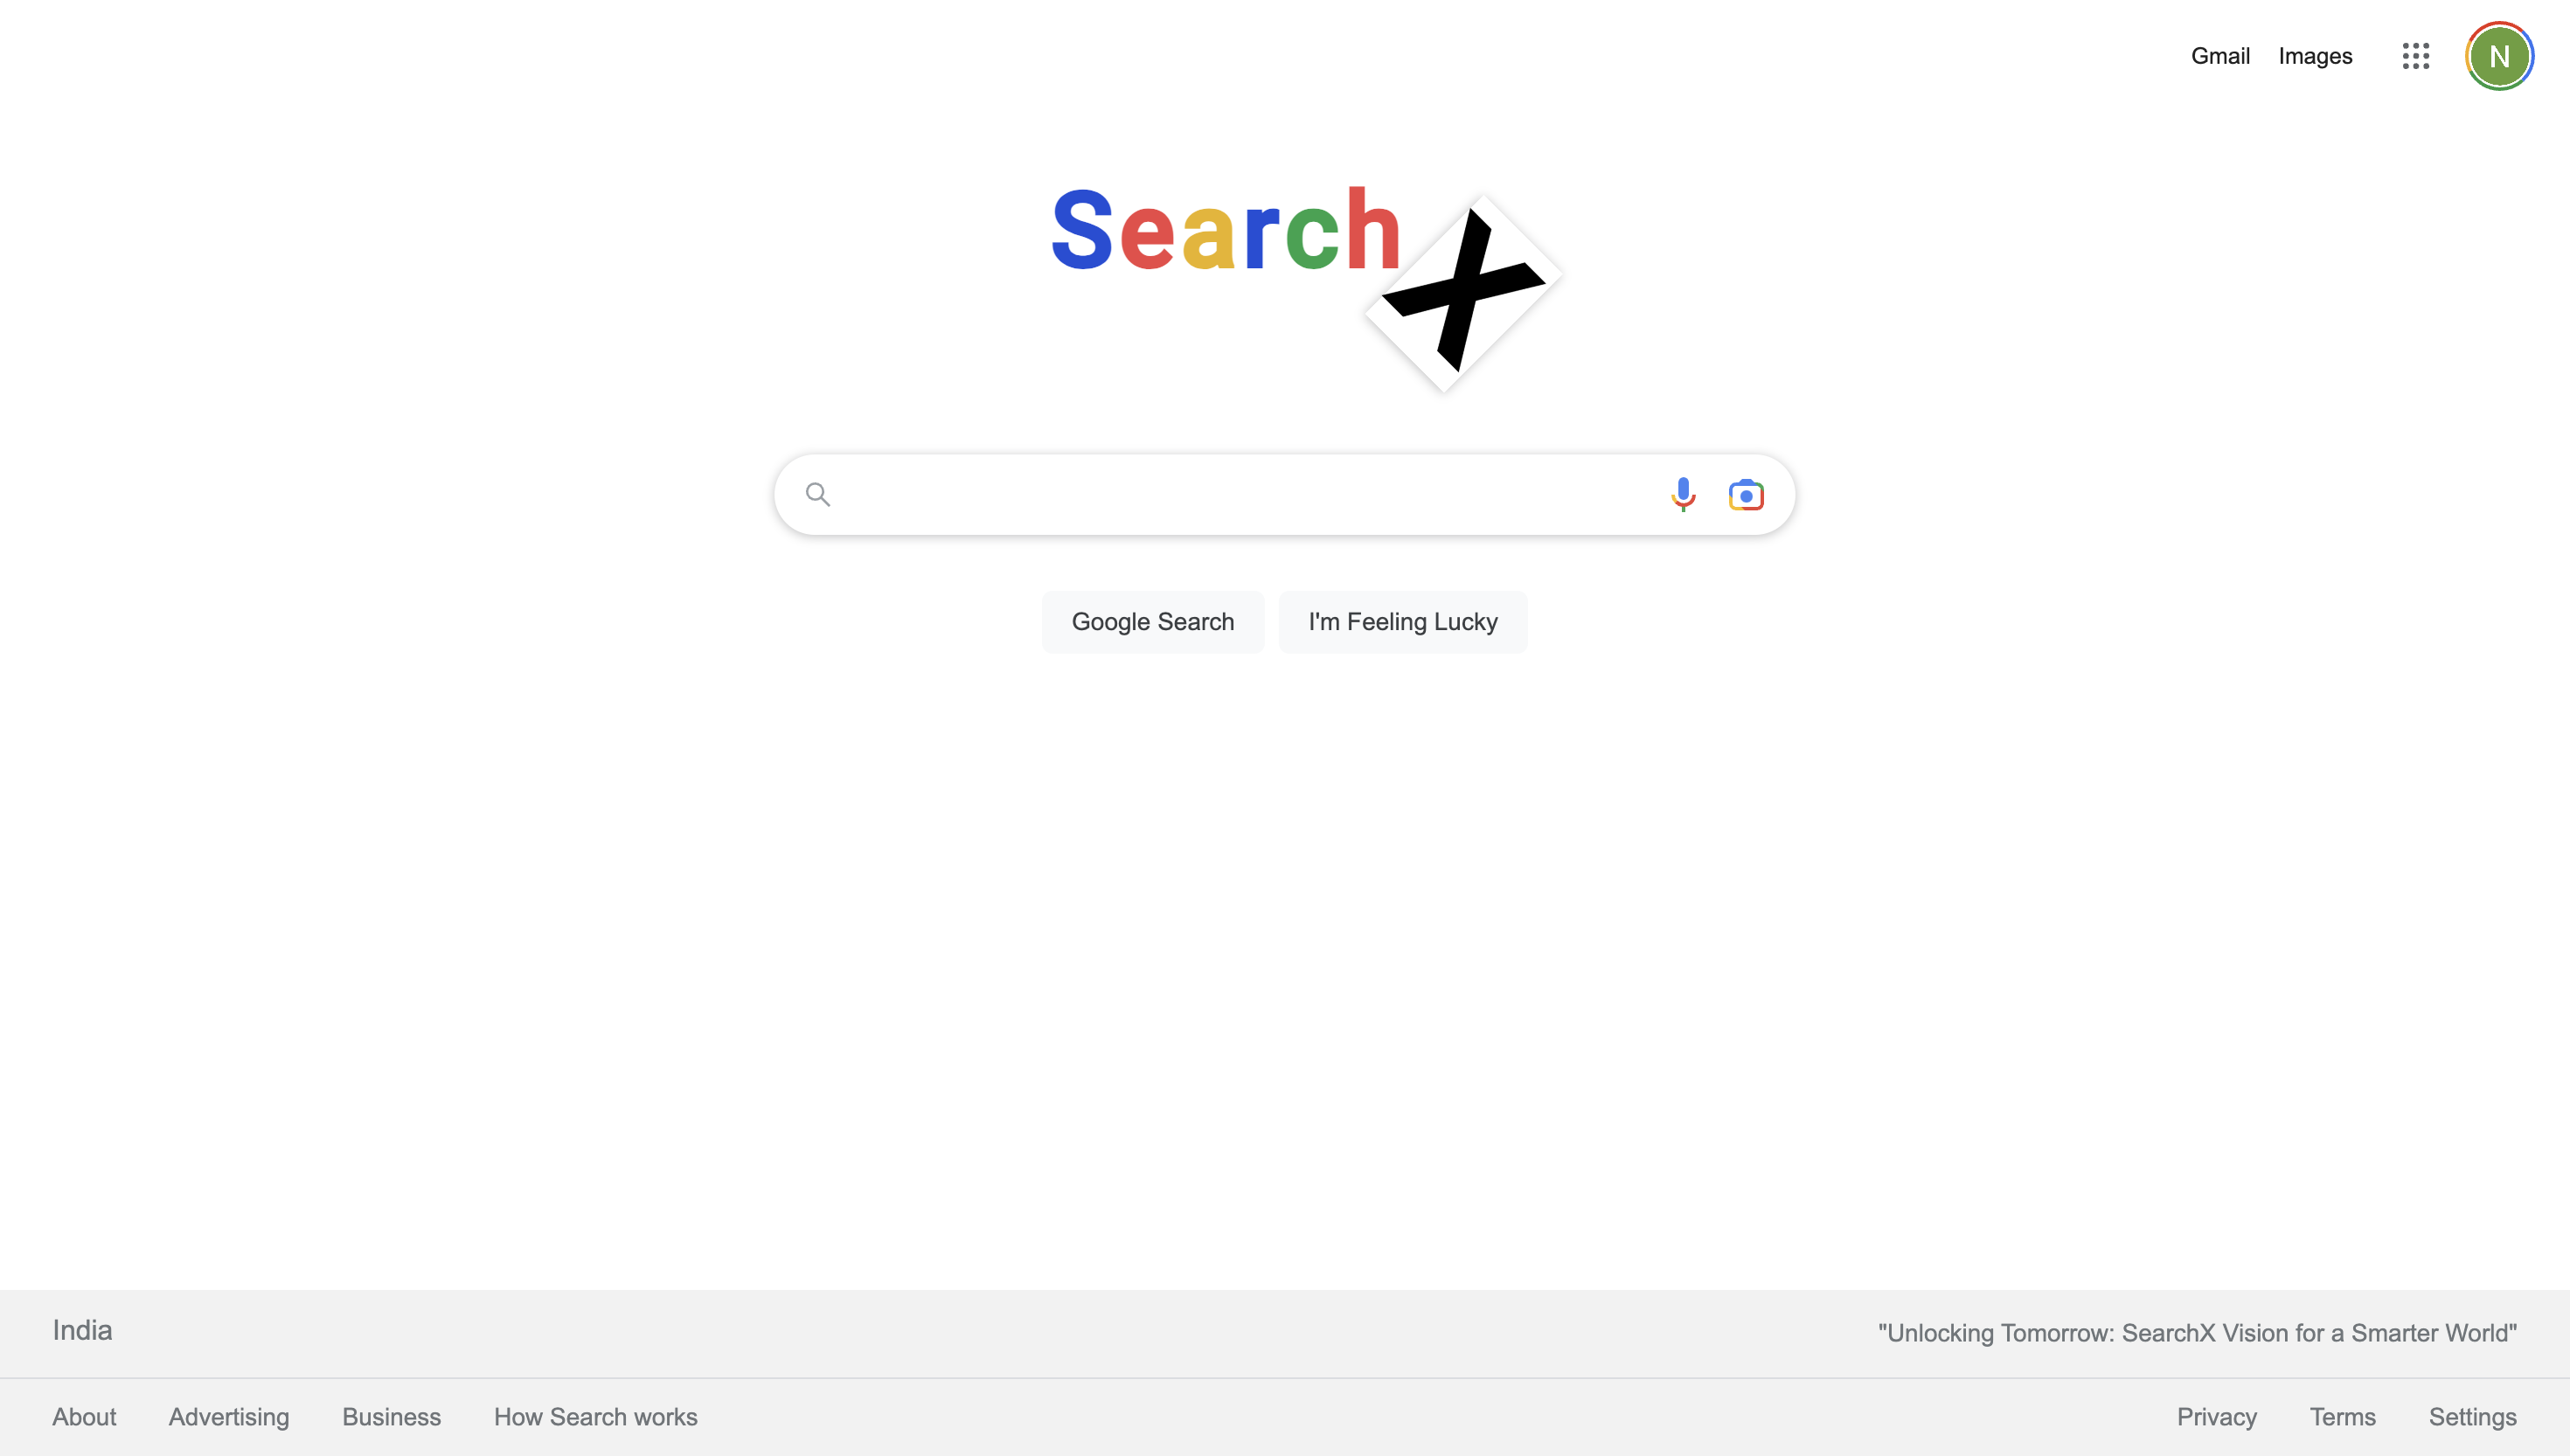 Gmail Images N
Search X
Google Search I'm Feeling Lucky
India "Unlocking Tomorrow: SearchX Vision for a Smarter World"
About Advertising Business How Search works Privacy Terms Settings